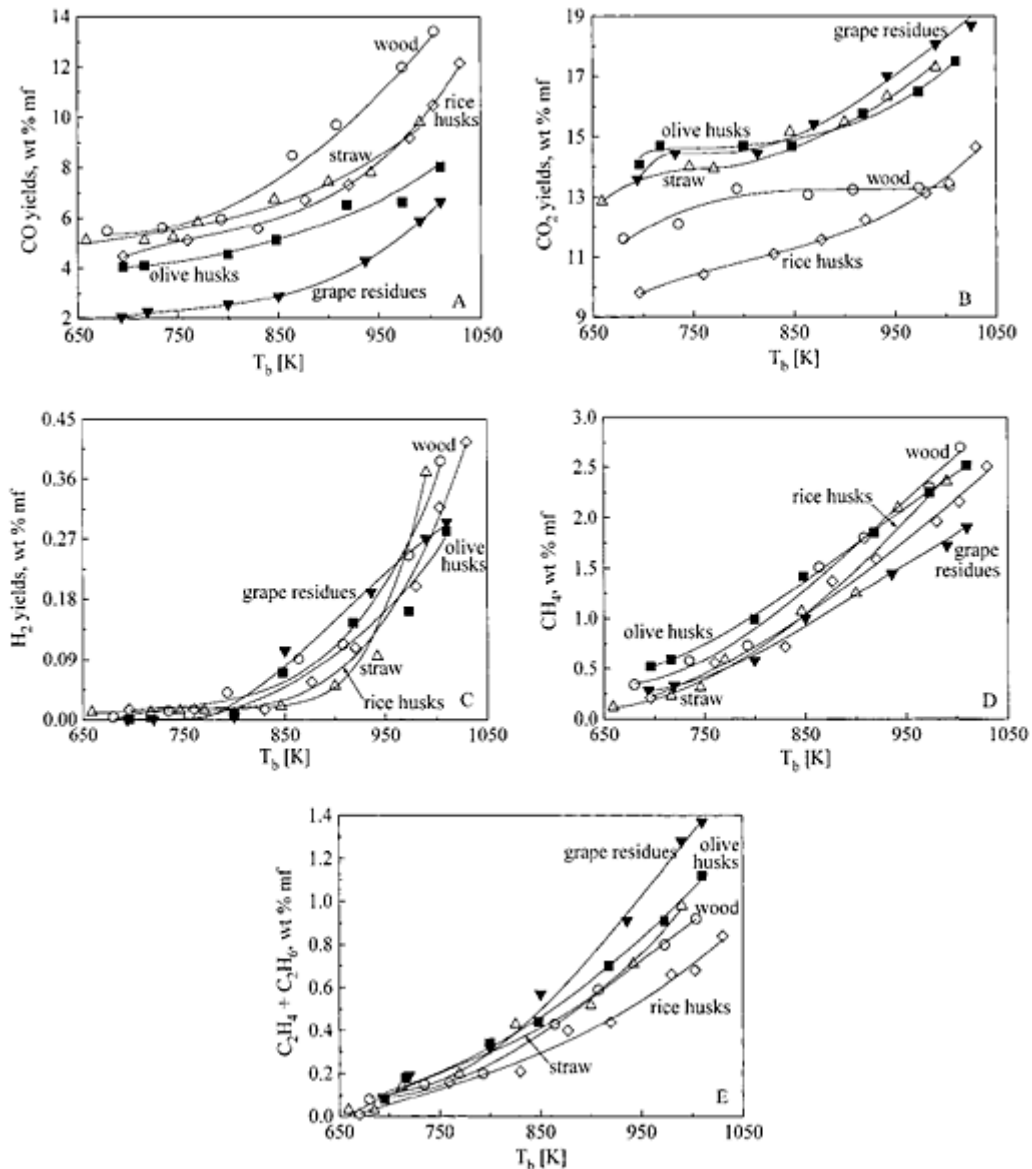 14
12
10
8
6
4
2
CO yields, wt % mf
wood
rice
husks
straw
olive husks
grape residues
A
650 750 850 950 1050
T_b [K]
19
17
15
13
11
9
CO_2 yields, wt % mf
grape residues
olive husks
straw
wood
rice husks
B
650 750 850 950 1050
T_b [K]
0.45
0.36
0.27
0.18
0.09
0.00
H_2 yields, wt % mf
wood
olive
husks
grape residues
straw
rice husks
C
650 750 850 950 1050
T_b [K]
3.0
2.5
2.0
1.5
1.0
0.5
0.0
CH_4, wt % mf
wood
rice husks
grape
residues
olive husks
straw
D
650 750 850 950 1050
T_b [K]
1.4
1.2
1.0
0.8
0.6
0.4
0.2
0.0
C_2H_4 + C_2H_6, wt % mf
grape residues
olive
husks
wood
rice husks
straw
E
650 750 850 950 1050
T_b [K]